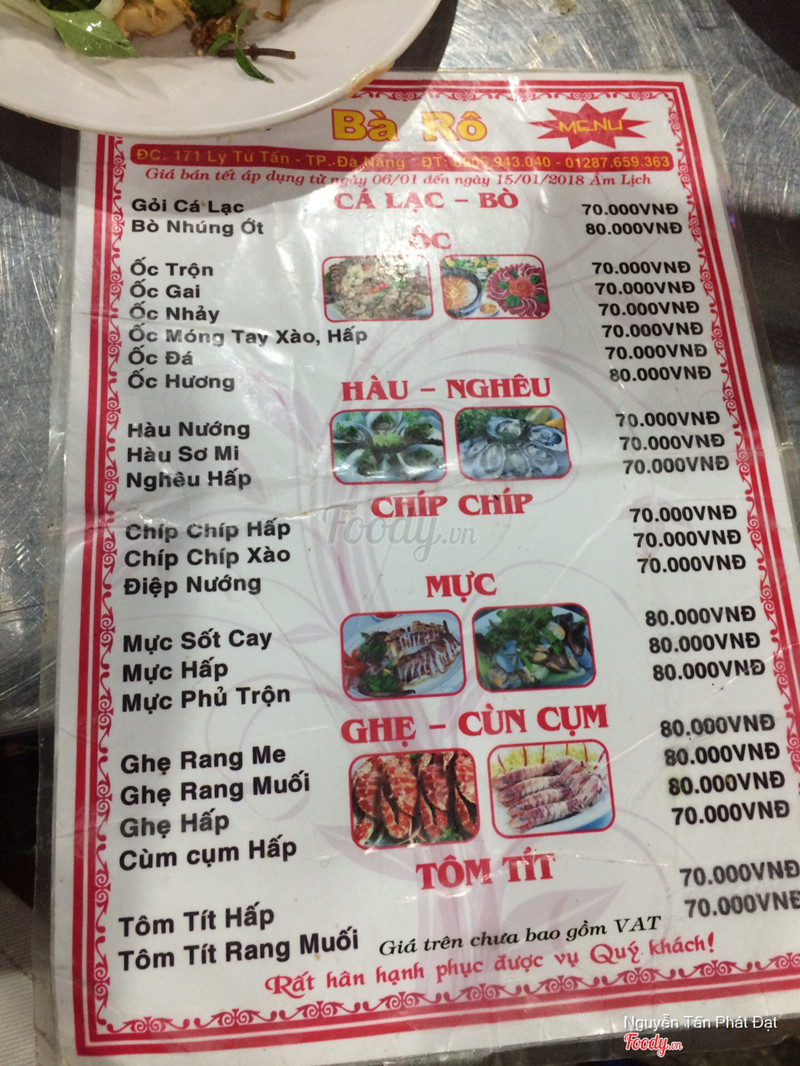 Bà Rô
MENU
ĐC: 171 Lý Tử Tấn - TP.Đà Nẵng ĐT: 0905.943.040 - 01287.659.363
Giá bán tết áp dụng từ ngày 06/01 đến ngày 15/01/2018 Âm Lịch
CÁ LẠC - BÒ
Gỏi Cá Lạc 70.000VNĐ
Bò Nhúng Ớt 80.000VNĐ
ỐC
Ốc Trộn 70.000VNĐ
Ốc Gai 70.000VNĐ
Ốc Nhảy 70.000VNĐ
Ốc Móng Tay Xào, Hấp 70.000VNĐ
Ốc Đá 70.000VNĐ
Ốc Hương 80.000VNĐ
HÀU - NGHÊU
Hàu Nướng 70.000VNĐ
Hàu Sơ Mi 70.000VNĐ
Nghêu Hấp 70.000VNĐ
CHÍP CHÍP
Chíp Chíp Hấp 70.000VNĐ
Chíp Chíp Xào 70.000VNĐ
Điệp Nướng 70.000VNĐ
MỰC
Mực Sốt Cay 80.000VNĐ
Mực Hấp 80.000VNĐ
Mực Phủ Trộn 80.000VNĐ
GHẸ - CÙN CỤM
Ghẹ Rang Me 80.000VNĐ
Ghẹ Rang Muối 80.000VNĐ
Ghẹ Hấp 80.000VNĐ
Cùm cụm Hấp 70.000VNĐ
TÔM TÍT
Tôm Tít Hấp 70.000VNĐ
Tôm Tít Rang Muối 70.000VNĐ
Giá trên chưa bao gồm VAT
Rất hân hạnh phục được vụ Quý khách!
Foody.vn
Nguyễn Tấn Phát Đạt
Foody.vn